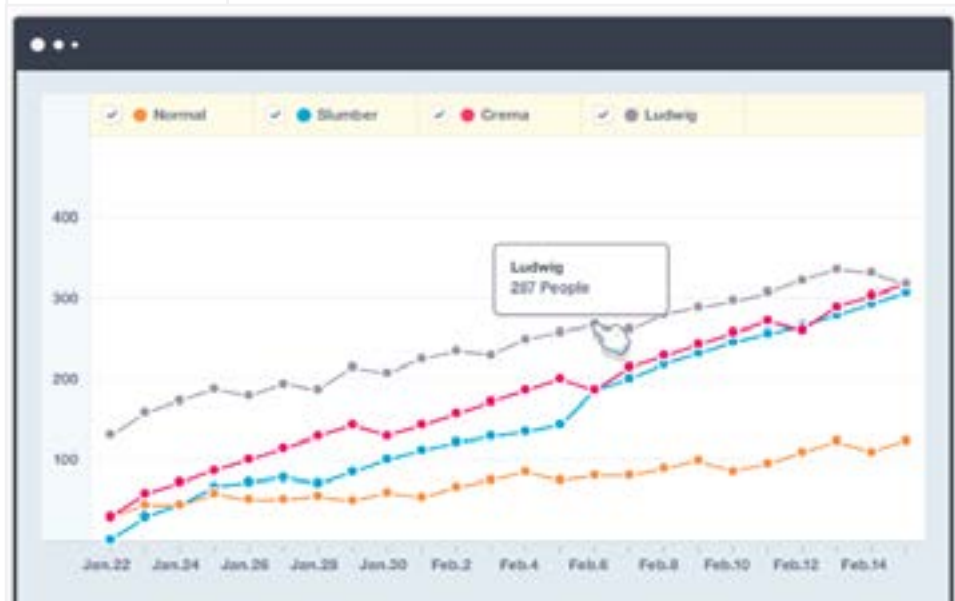 Normal Slumber Crema Ludwig
400
Ludwig
287 People
300
200
100
Jan.22 Jan.24 Jan.26 Jan.28 Jan.30 Feb.2 Feb.4 Feb.6 Feb.8 Feb.10 Feb.12 Feb.14